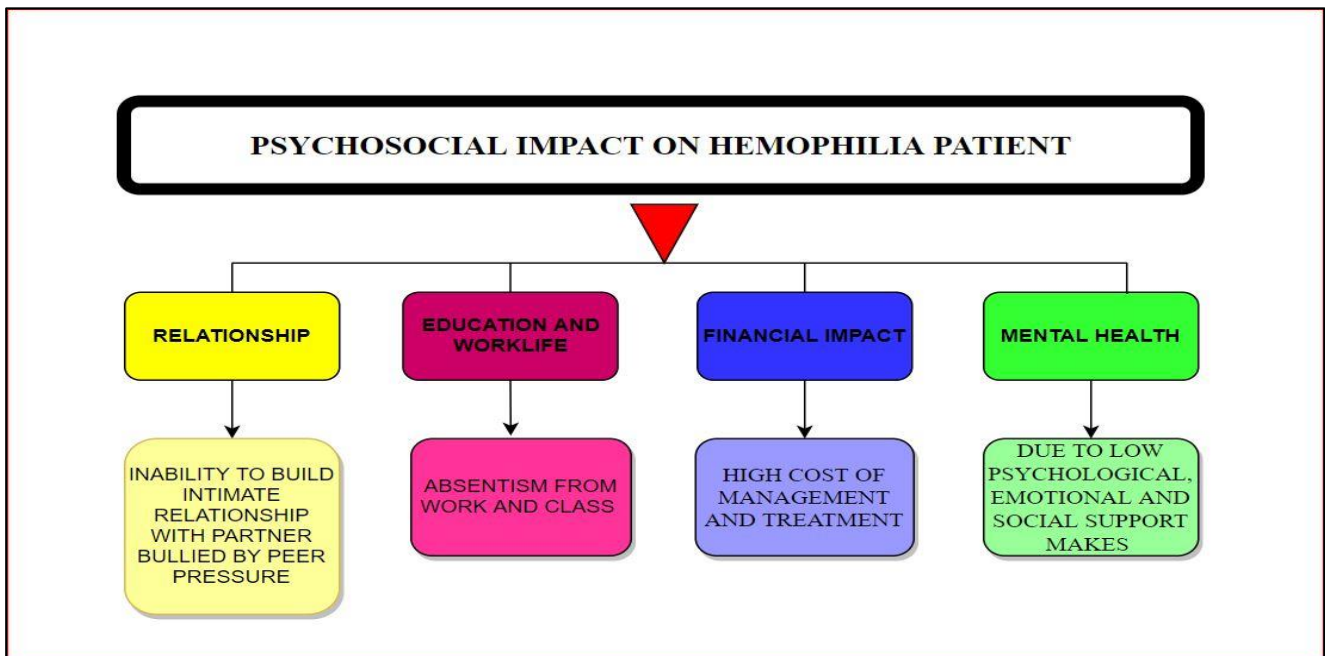 PSYCHOSOCIAL IMPACT ON HEMOPHILIA PATIENT
RELATIONSHIP
EDUCATION AND
WORKLIFE
FINANCIAL IMPACT
MENTAL HEALTH
INABILITY TO BUILD
INTIMATE
RELATIONSHIP
WITH PARTNER
BULLIED BY PEER
PRESSURE
ABSENTISM FROM
WORK AND CLASS
HIGH COST OF
MANAGEMENT
AND TREATMENT
DUE TO LOW
PSYCHOLOGICAL,
EMOTIONAL AND
SOCIAL SUPPORT
MAKES